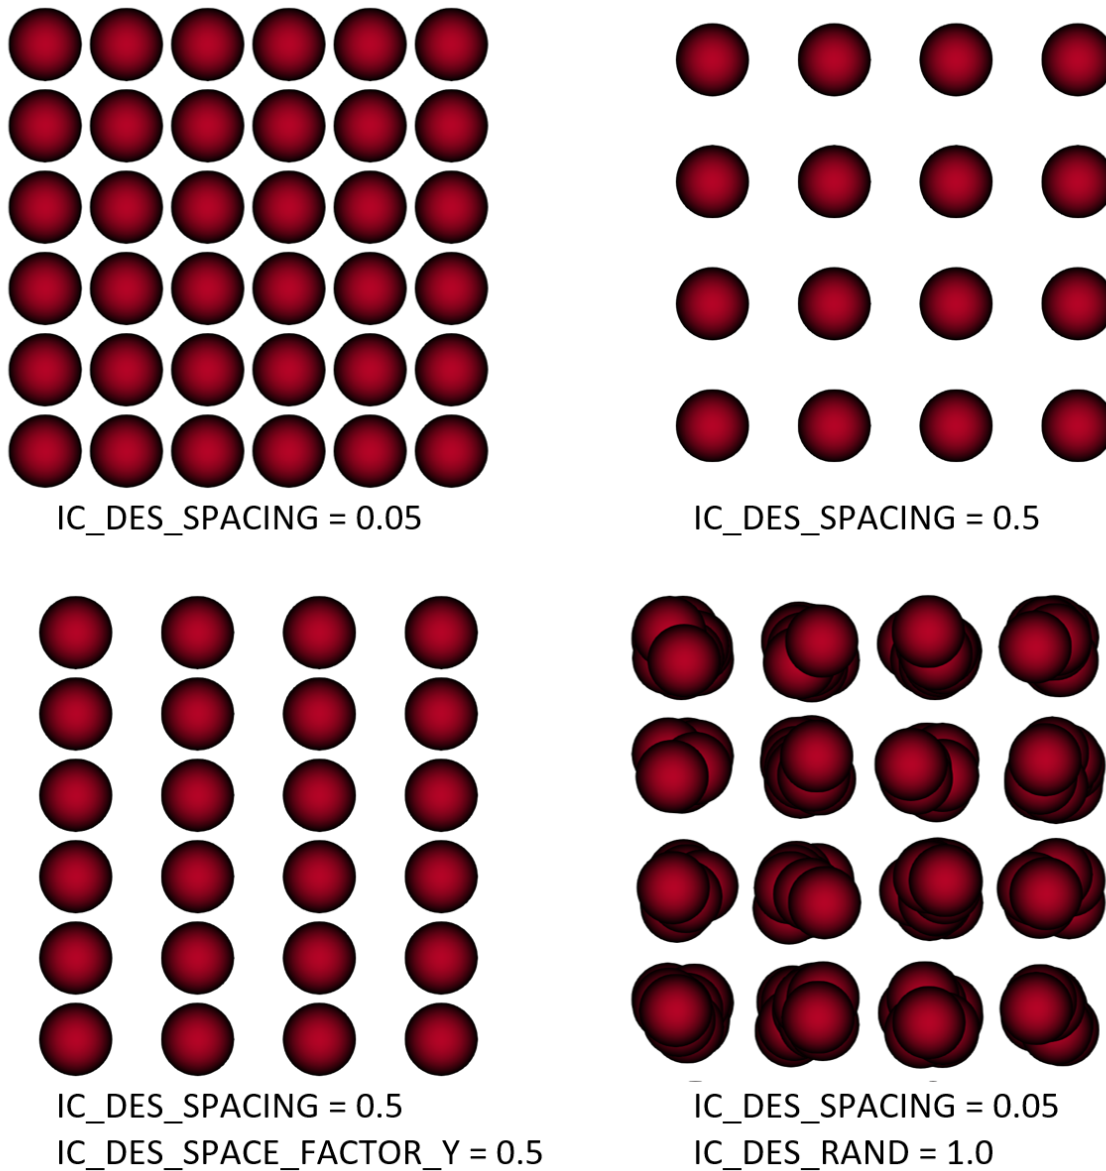 IC_DES_SPACING = 0.05
IC_DES_SPACING = 0.5
IC_DES_SPACING = 0.5
IC_DES_SPACE_FACTOR_Y = 0.5
IC_DES_SPACING = 0.05
IC_DES_RAND = 1.0